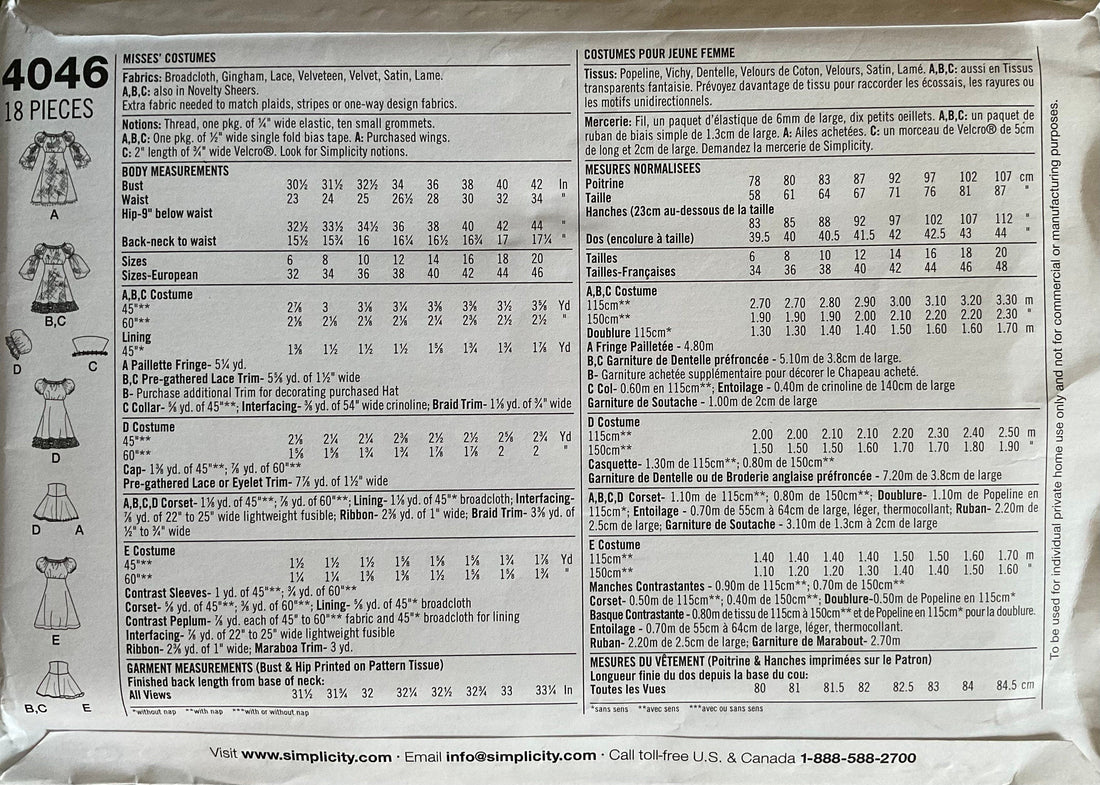 4046
18 PIECES
A
B,C
D
C
D
D
A
E
B,C
E
MISSES' COSTUMES
Fabrics: Broadcloth, Gingham, Lace, Velveteen, Velvet, Satin, Lame.
A,B,C: also in Novelty Sheers.
Extra fabric needed to match plaids, stripes or one-way design fabrics.
Notions: Thread, one pkg. of ¼" wide elastic, ten small grommets.
A,B,C: One pkg. of ½" wide single fold bias tape. A: Purchased wings.
C: 2" length of ¾" wide Velcro®. Look for Simplicity notions.
BODY MEASUREMENTS
Bust 30½ 31½ 32½ 34 36 38 40 42 In
Waist 23 24 25 26½ 28 30 32 34 "
Hip-9" below waist
32½ 33½ 34½ 36 38 40 42 44 "
Back-neck to waist 15½ 15¾ 16 16¼ 16½ 16¾ 17 17¼ "
Sizes 6 8 10 12 14 16 18 20
Sizes-European 32 34 36 38 40 42 44 46
A,B,C Costume
45"** 2⅞ 3 3⅛ 3¼ 3⅜ 3⅜ 3½ 3⅝ Yd
60"** 2⅛ 2⅛ 2⅛ 2⅛ 2¼ 2⅜ 2½ 2½ "
Lining
45"* 1⅜ 1½ 1½ 1½ 1⅝ 1¾ 1¾ 1⅞ Yd
A Paillette Fringe- 5¼ yd.
B,C Pre-gathered Lace Trim- 5⅝ yd. of 1½" wide
B- Purchase additional Trim for decorating purchased Hat
C Collar- ⅝ yd. of 45"**; Interfacing- ⅜ yd. of 54" wide crinoline; Braid Trim- 1⅛ yd. of ¾" wide
D Costume
45"** 2⅛ 2¼ 2¼ 2⅜ 2½ 2½ 2⅝ 2¾ Yd
60"** 1⅝ 1⅝ 1¾ 1¾ 1⅞ 1⅞ 2 2 "
Cap- 1⅜ yd. of 45"**; ⅞ yd. of 60"**
Pre-gathered Lace or Eyelet Trim- 7⅞ yd. of 1½" wide
A,B,C,D Corset- 1⅛ yd. of 45"**; ⅞ yd. of 60"**; Lining- 1⅛ yd. of 45"* broadcloth; Interfacing-
⅞ yd. of 22" to 25" wide lightweight fusible; Ribbon- 2⅜ yd. of 1" wide; Braid Trim- 3⅜ yd. of
½" to ¾" wide
E Costume
45"** 1½ 1½ 1½ 1⅝ 1⅝ 1⅝ 1¾ 1⅞ Yd
60"** 1¼ 1¼ 1⅜ 1⅜ 1½ 1⅝ 1⅝ 1¾ "
Contrast Sleeves- 1 yd. of 45"**; ¾ yd. of 60"**
Corset- ⅝ yd. of 45"**; ⅜ yd. of 60"**; Lining- ⅝ yd. of 45"* broadcloth
Contrast Peplum- ⅞ yd. each of 45" to 60"** fabric and 45"** broadcloth for lining
Interfacing- ⅞ yd. of 22" to 25" wide lightweight fusible
Ribbon- 2⅜ yd. of 1" wide; Maraboa Trim- 3 yd.
GARMENT MEASUREMENTS (Bust & Hip Printed on Pattern Tissue)
Finished back length from base of neck:
All Views 31½ 31¾ 32 32¼ 32½ 32¾ 33 33¼ In
*without nap **with nap ***with or without nap
COSTUMES POUR JEUNE FEMME
Tissus: Popeline, Vichy, Dentelle, Velours de Coton, Velours, Satin, Lamé. A,B,C: aussi en Tissus
transparents fantaisie. Prévoyez davantage de tissu pour raccorder les écossais, les rayures ou
les motifs unidirectionnels.
Mercerie: Fil, un paquet d'élastique de 6mm de large, dix petits oeillets. A,B,C: un paquet de
ruban de biais simple de 1.3cm de large. A: Ailes achetées. C: un morceau de Velcro® de 5cm
de long et 2cm de large. Demandez la mercerie de Simplicity.
MESURES NORMALISEES
Poitrine 78 80 83 87 92 97 102 107 cm
Taille 58 61 64 67 71 76 81 87 "
Hanches (23cm au-dessous de la taille
83 85 88 92 97 102 107 112 "
Dos (encolure à taille) 39.5 40 40.5 41.5 42 42.5 43 44 "
Tailles 6 8 10 12 14 16 18 20
Tailles-Françaises 34 36 38 40 42 44 46 48
A,B,C Costume
115cm** 2.70 2.70 2.80 2.90 3.00 3.10 3.20 3.30 m
150cm** 1.90 1.90 1.90 2.00 2.10 2.20 2.20 2.30 "
Doublure 115cm* 1.30 1.30 1.40 1.40 1.50 1.60 1.60 1.70 m
A Fringe Pailletée - 4.80m
B,C Garniture de Dentelle préfroncée - 5.10m de 3.8cm de large.
B- Garniture achetée supplémentaire pour décorer le Chapeau acheté.
C Col- 0.60m en 115cm**; Entoilage - 0.40m de crinoline de 140cm de large
Garniture de Soutache - 1.00m de 2cm de large
D Costume
115cm** 2.00 2.00 2.10 2.10 2.20 2.30 2.40 2.50 m
150cm** 1.50 1.50 1.50 1.60 1.70 1.70 1.80 1.90 "
Casquette- 1.30m de 115cm**; 0.80m de 150cm**
Garniture de Dentelle ou de Broderie anglaise préfroncée - 7.20m de 3.8cm de large
A,B,C,D Corset- 1.10m de 115cm**; 0.80m de 150cm**; Doublure- 1.10m de Popeline en
115cm*; Entoilage - 0.70m de 55cm à 64cm de large, léger, thermocollant; Ruban- 2.20m de
2.5cm de large; Garniture de Soutache - 3.10m de 1.3cm à 2cm de large
E Costume
115cm** 1.40 1.40 1.40 1.40 1.50 1.50 1.60 1.70 m
150cm** 1.10 1.20 1.20 1.30 1.40 1.40 1.50 1.60 "
Manches Contrastantes - 0.90m de 115cm**; 0.70m de 150cm**
Corset- 0.50m de 115cm**; 0.40m de 150cm**; Doublure-0.50m de Popeline en 115cm*
Basque Contrastante - 0.80m de tissu de 115cm à 150cm** et de Popeline en 115cm* pour la doublure.
Entoilage - 0.70m de 55cm à 64cm de large, léger, thermocollant.
Ruban- 2.20m de 2.5cm de large; Garniture de Marabout - 2.70m
MESURES DU VÊTEMENT (Poitrine & Hanches imprimées sur le Patron)
Longueur finie du dos depuis la base du cou:
Toutes les Vues 80 81 81.5 82 82.5 83 84 84.5 cm
*sans sens **avec sens ***avec ou sans sens
To be used for individual private home use only and not for commercial or manufacturing purposes.
Visit www.simplicity.com · Email info@simplicity.com · Call toll-free U.S. & Canada 1-888-588-2700